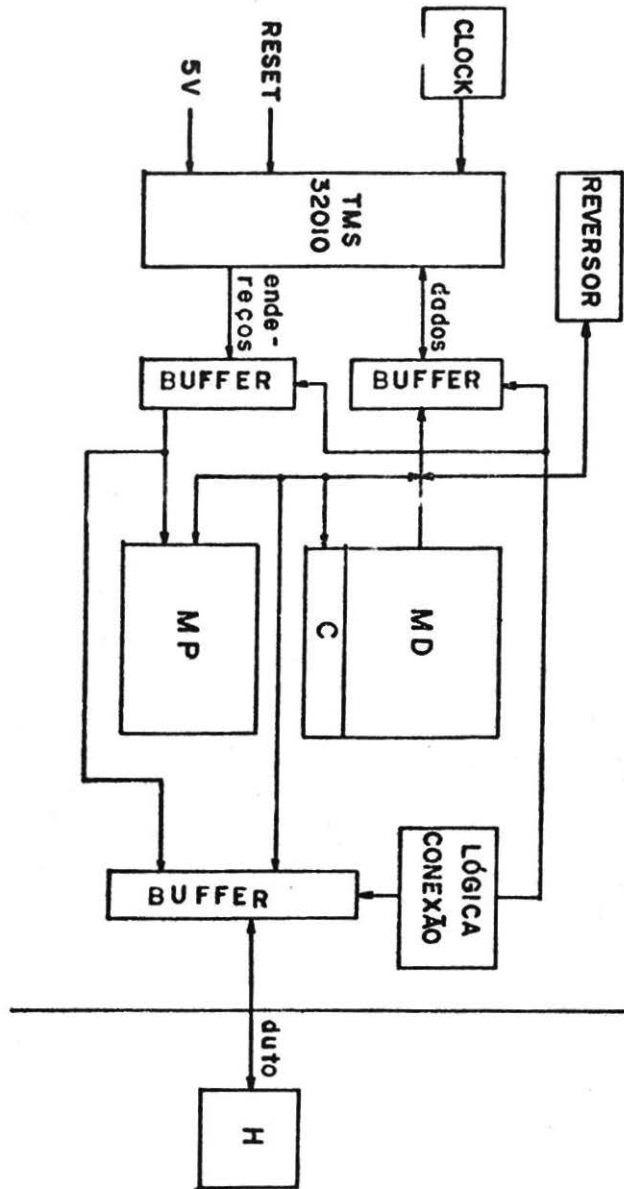 CLOCK
RESET
5V
REVERSOR
TMS
32010
ende-
reços
dados
BUFFER
BUFFER
MP
C
MD
LÓGICA
CONEXÃO
BUFFER
duto
H